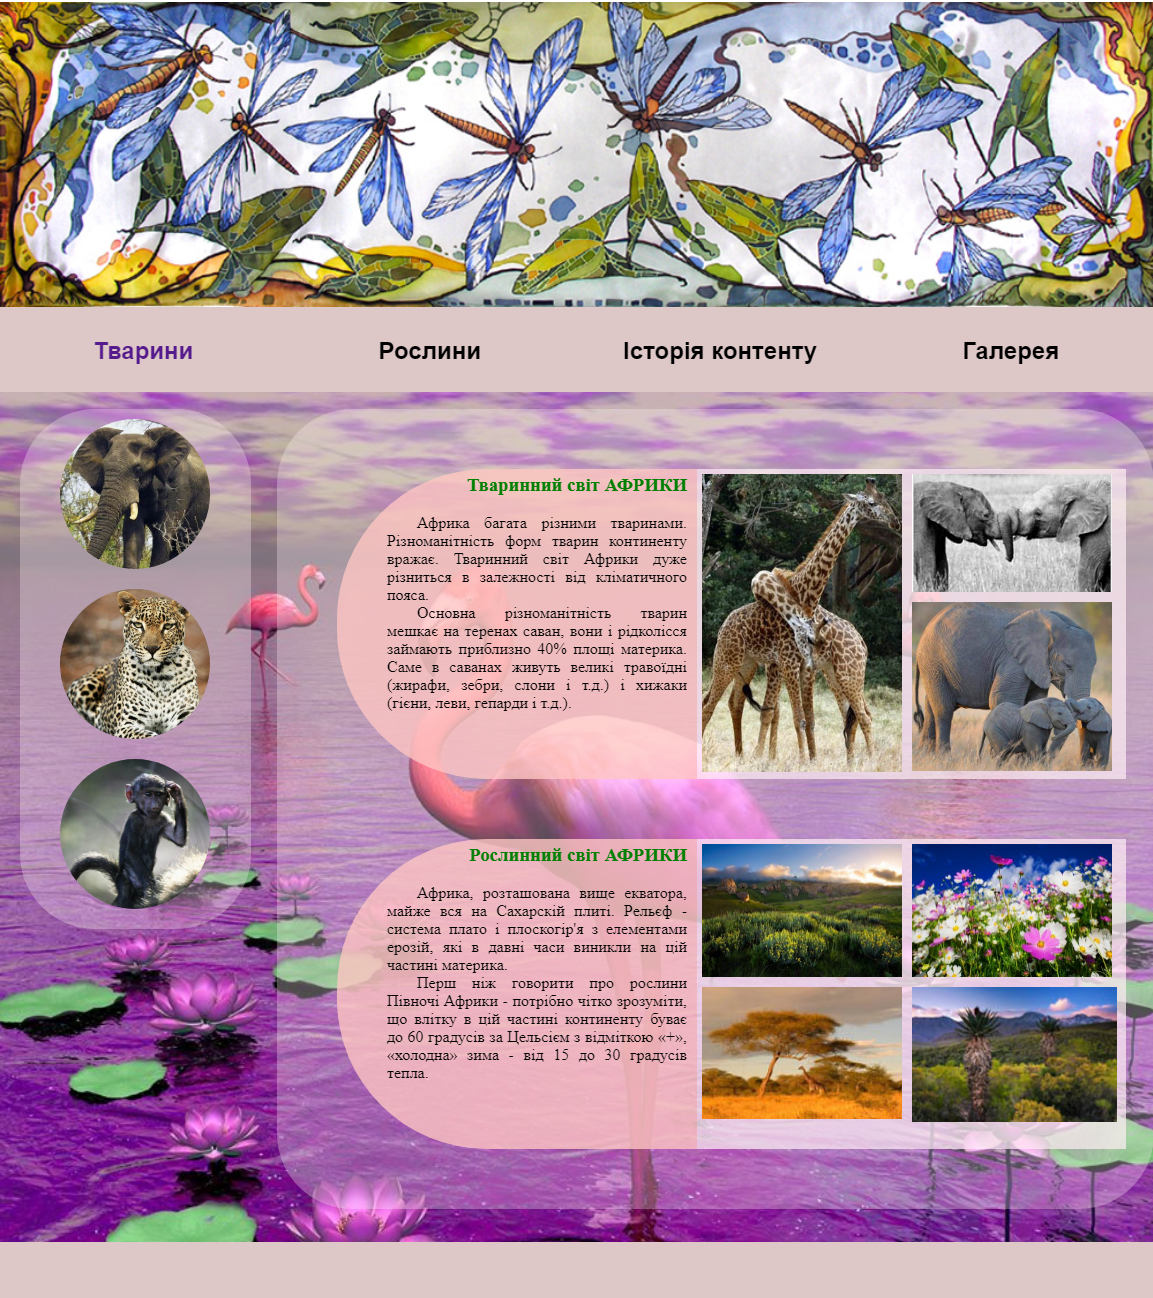 Тварини Рослини Історія контенту Галерея
Тваринний світ АФРИКИ
Африка багата різними тваринами.
Різноманітність форм тварин континенту
вражає. Тваринний світ Африки дуже
різниться в залежності від кліматичного
пояса.
Основна різноманітність тварин
мешкає на теренах саван, вони і рідколісся
займають приблизно 40% площі материка.
Саме в саванах живуть великі травоїдні
(жирафи, зебри, слони і т.д.) і хижаки
(гієни, леви, гепарди і т.д.).
Рослинний світ АФРИКИ
Африка, розташована вище екватора,
майже вся на Сахарскій плиті. Рельєф -
система плато і плоскогір'я з елементами
ерозій, які в давні часи виникли на цій
частині материка.
Перш ніж говорити про рослини
Півночі Африки - потрібно чітко зрозуміти,
що влітку в цій частині континенту буває
до 60 градусів за Цельсієм з відміткою «+»,
«холодна» зима - від 15 до 30 градусів
тепла.